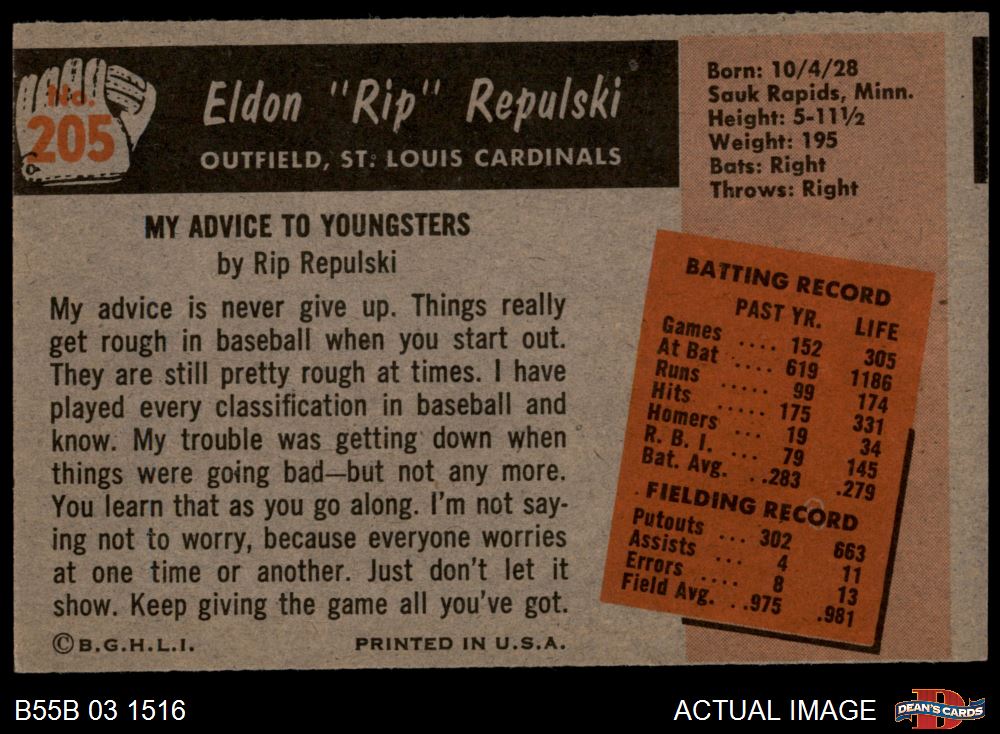 No.
205
Eldon "Rip" Repulski
OUTFIELD, ST. LOUIS CARDINALS
Born: 10/4/28
Sauk Rapids, Minn.
Height: 5-11½
Weight: 195
Bats: Right
Throws: Right
MY ADVICE TO YOUNGSTERS
by Rip Repulski
My advice is never give up. Things really
get rough in baseball when you start out.
They are still pretty rough at times. I have
played every classification in baseball and
know. My trouble was getting down when
things were going bad—but not any more.
You learn that as you go along. I'm not say-
ing not to worry, because everyone worries
at one time or another. Just don't let it
show. Keep giving the game all you've got.
©B.G.H.L.I. PRINTED IN U.S.A.
BATTING RECORD
PAST YR. LIFE
Games .... 152 305
At Bat .... 619 1186
Runs ..... 99 174
Hits ..... 175 331
Homers ... 19 34
R. B. I. ... 79 145
Bat. Avg. ..283 .279
FIELDING RECORD
Putouts ... 302 663
Assists ... 4 11
Errors .... 8 13
Field Avg. ..975 .981
B55B 03 1516 ACTUAL IMAGE DEAN'S CARDS